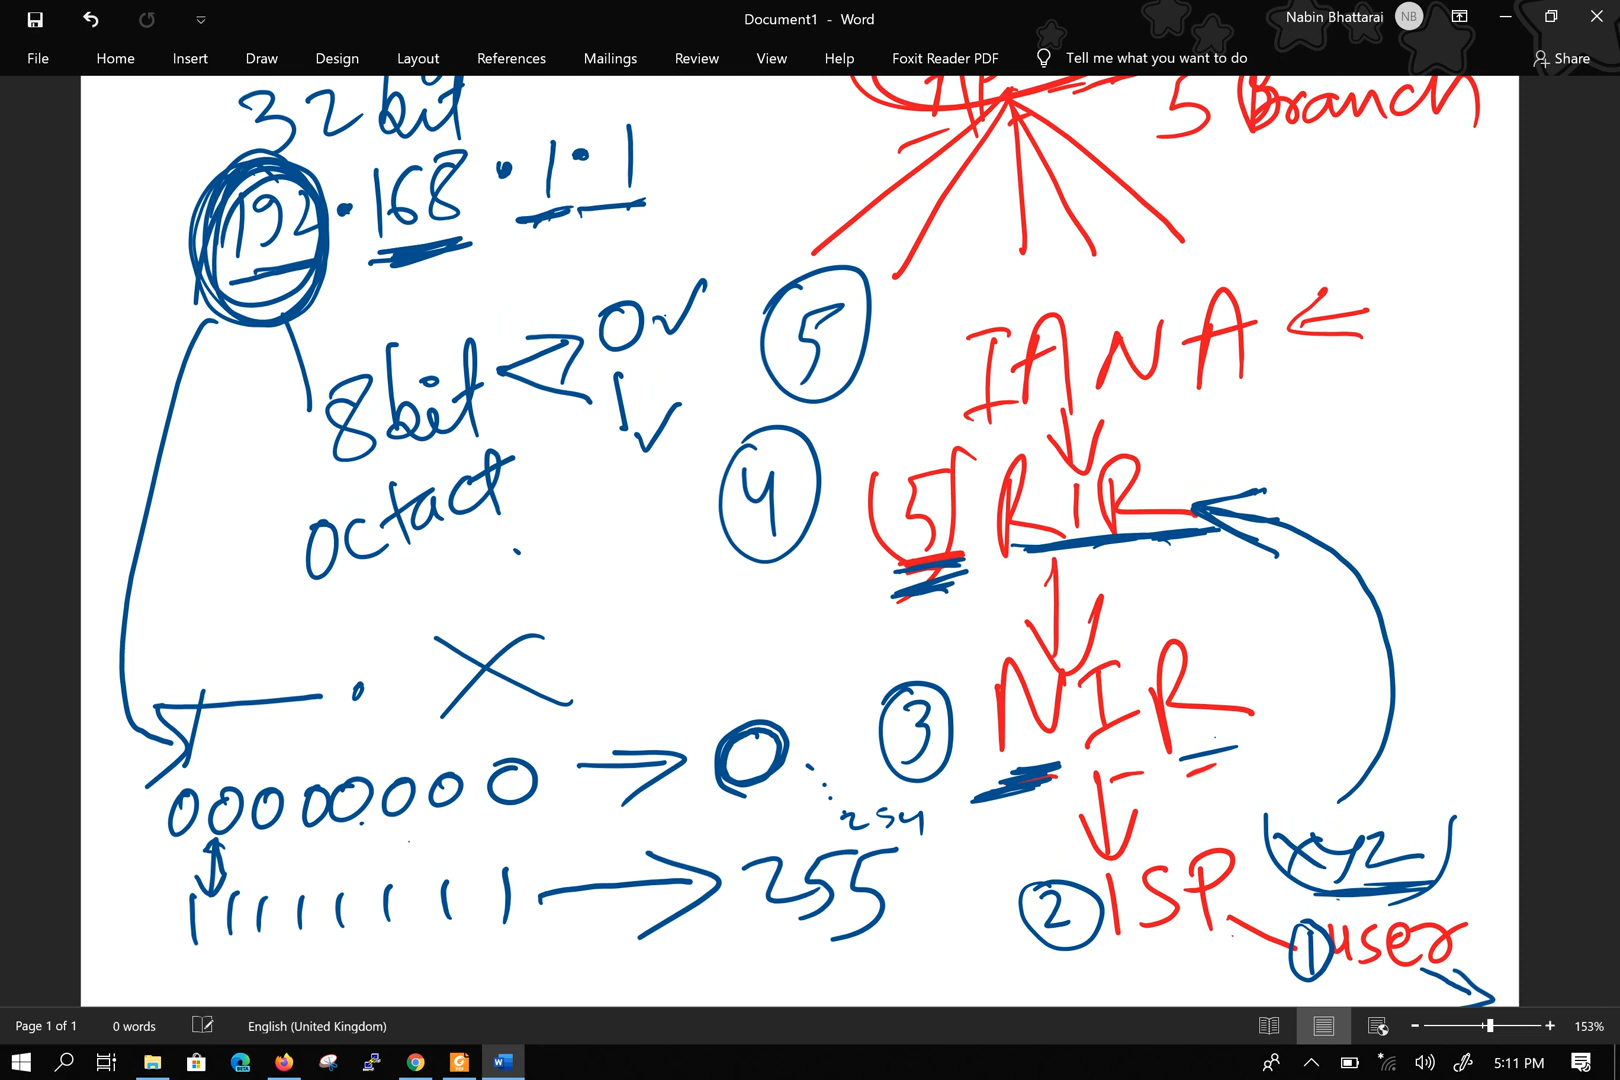 Document1 - Word
Nabin Bhattarai NB
File Home Insert Draw Design Layout References Mailings Review View Help Foxit Reader PDF Tell me what you want to do Share
32 bit
192.168.1.1
8bit
0
1
octact
00000000
0
254
11111111
255
5 Branch
5
IANA
4
5 RIR
3
NIR
2
ISP
xyz
1
user
Page 1 of 1 0 words English (United Kingdom) 153%
5:11 PM